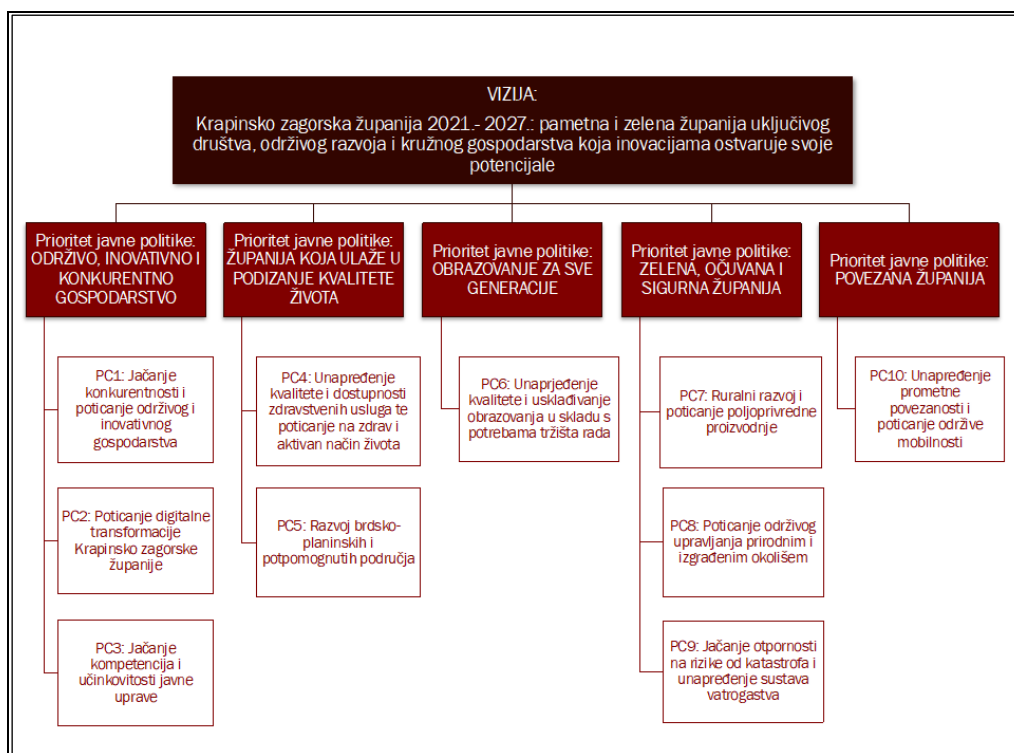 VIZIJA:
Krapinsko zagorska županija 2021.- 2027.: pametna i zelena županija uključivog
društva, održivog razvoja i kružnog gospodarstva koja inovacijama ostvaruje svoje
potencijale
Prioritet javne politike:
ODRŽIVO, INOVATIVNO I
KONKURENTNO
GOSPODARSTVO
PC1: Jačanje
konkurentnosti i
poticanje održivog i
inovativnog
gospodarstva
PC2: Poticanje digitalne
transformacije
Krapinsko zagorske
županije
PC3: Jačanje
kompetencija i
učinkovitosti javne
uprave
Prioritet javne politike:
ŽUPANIJA KOJA ULAŽE U
PODIZANJE KVALITETE
ŽIVOTA
PC4: Unapređenje
kvalitete i dostupnosti
zdravstvenih usluga te
poticanje na zdrav i
aktivan način života
PC5: Razvoj brdsko-
planinskih i
potpomognutih područja
Prioritet javne politike:
OBRAZOVANJE ZA SVE
GENERACIJE
PC6: Unaprjeđenje
kvalitete i usklađivanje
obrazovanja u skladu s
potrebama tržišta rada
Prioritet javne politike:
ZELENA, OČUVANA I
SIGURNA ŽUPANIJA
PC7: Ruralni razvoj i
poticanje poljoprivredne
proizvodnje
PC8: Poticanje održivog
upravljanja prirodnim i
izgrađenim okolišem
PC9: Jačanje otpornosti
na rizike od katastrofa i
unapređenje sustava
vatrogastva
Prioritet javne politike:
POVEZANA ŽUPANIJA
PC10: Unapređenje
prometne
povezanosti i
poticanje održive
mobilnosti